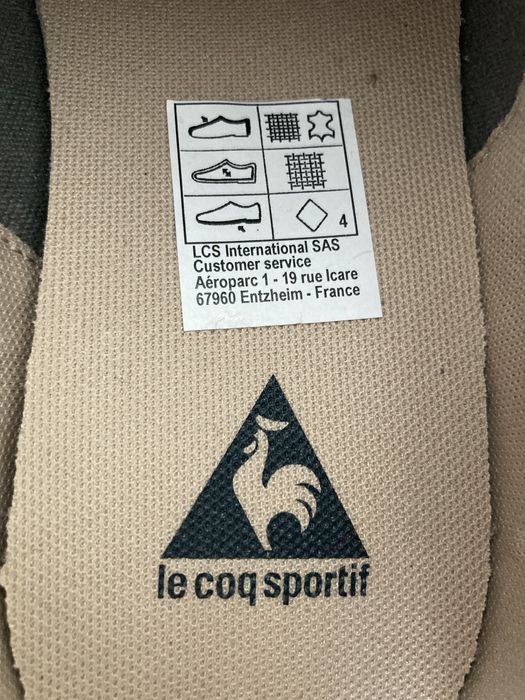 4
LCS International SAS
Customer service
Aéroparc 1 - 19 rue Icare
67960 Entzheim - France
le coq sportif